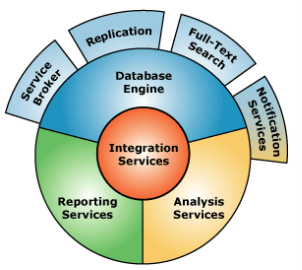 Service
Broker
Replication
Full-Text
Search
Notification
Services
Database
Engine
Integration
Services
Reporting
Services
Analysis
Services